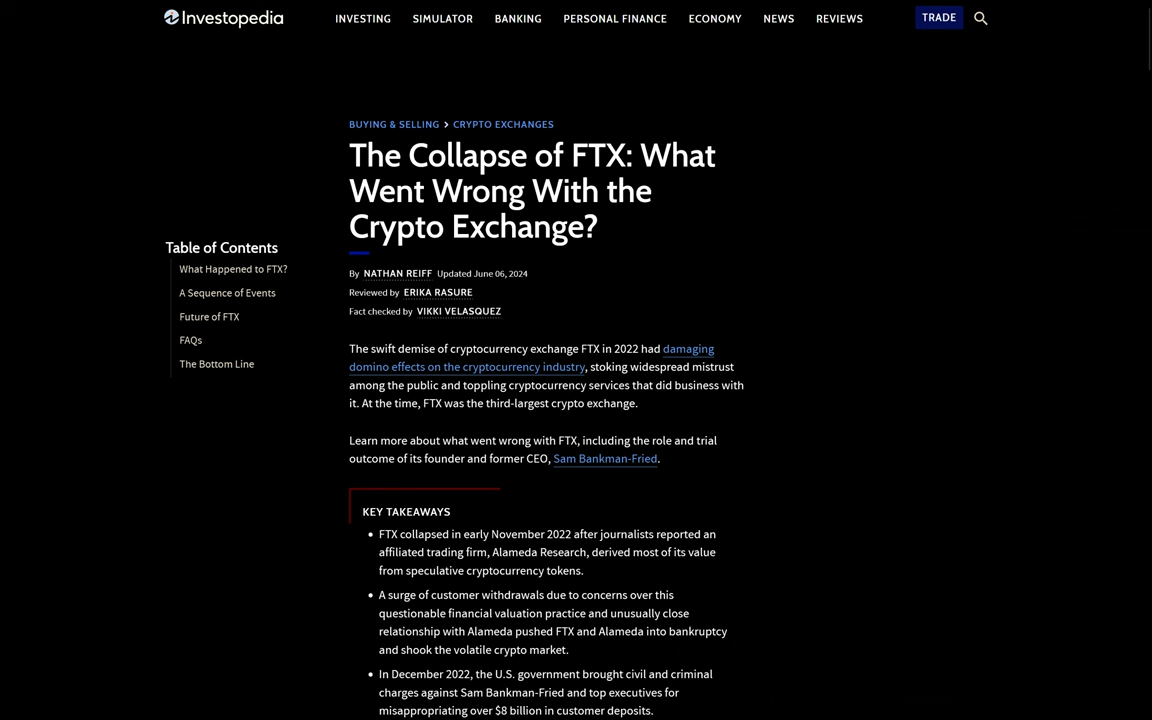 Investopedia
INVESTING SIMULATOR BANKING PERSONAL FINANCE ECONOMY NEWS REVIEWS TRADE
BUYING & SELLING > CRYPTO EXCHANGES
The Collapse of FTX: What
Went Wrong With the
Crypto Exchange?
By NATHAN REIFF Updated June 06, 2024
Reviewed by ERIKA RASURE
Fact checked by VIKKI VELASQUEZ
Table of Contents
What Happened to FTX?
A Sequence of Events
Future of FTX
FAQs
The Bottom Line
The swift demise of cryptocurrency exchange FTX in 2022 had damaging
domino effects on the cryptocurrency industry, stoking widespread mistrust
among the public and toppling cryptocurrency services that did business with
it. At the time, FTX was the third-largest crypto exchange.
Learn more about what went wrong with FTX, including the role and trial
outcome of its founder and former CEO, Sam Bankman-Fried.
KEY TAKEAWAYS
• FTX collapsed in early November 2022 after journalists reported an
affiliated trading firm, Alameda Research, derived most of its value
from speculative cryptocurrency tokens.
• A surge of customer withdrawals due to concerns over this
questionable financial valuation practice and unusually close
relationship with Alameda pushed FTX and Alameda into bankruptcy
and shook the volatile crypto market.
• In December 2022, the U.S. government brought civil and criminal
charges against Sam Bankman-Fried and top executives for
misappropriating over $8 billion in customer deposits.